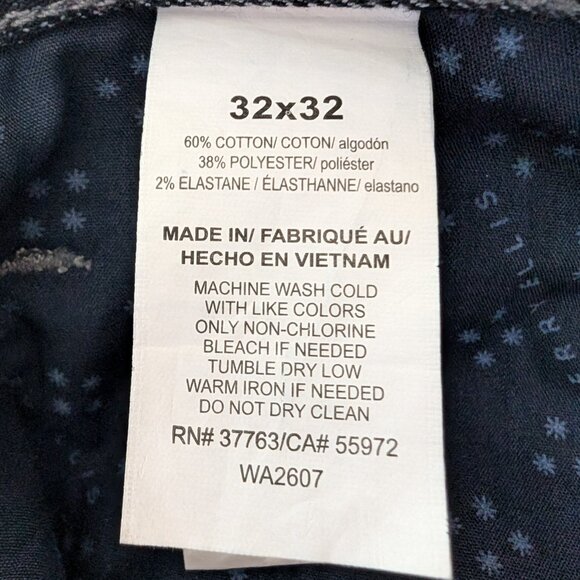 32x32
60% COTTON/ COTON/ algodón
38% POLYESTER/ poliéster
2% ELASTANE / ÉLASTHANNE/ elastano
MADE IN/ FABRIQUÉ AU/
HECHO EN VIETNAM
MACHINE WASH COLD
WITH LIKE COLORS
ONLY NON-CHLORINE
BLEACH IF NEEDED
TUMBLE DRY LOW
WARM IRON IF NEEDED
DO NOT DRY CLEAN
RN# 37763/CA# 55972
WA2607
RRY ELLIS